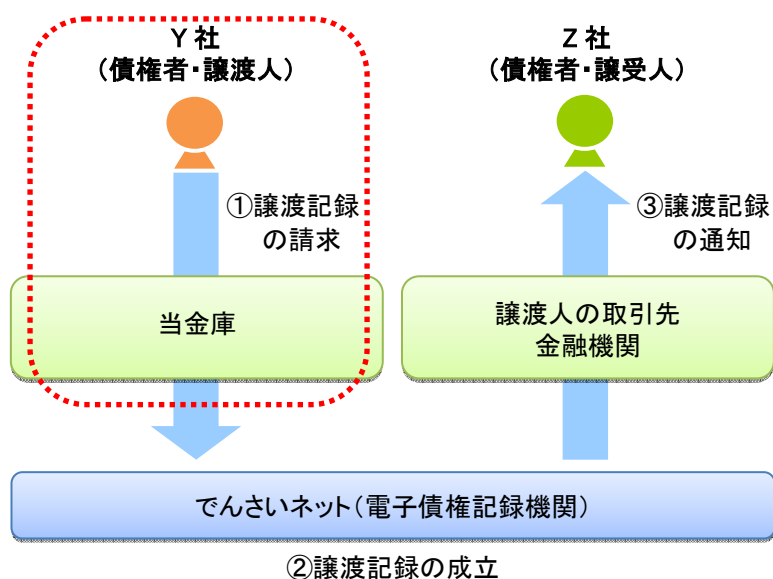 Y 社
(債権者・譲渡人)
Z 社
(債権者・譲受人)
①譲渡記録
の請求
③譲渡記録
の通知
当金庫
譲渡人の取引先
金融機関
でんさいネット(電子債権記録機関)
②譲渡記録の成立